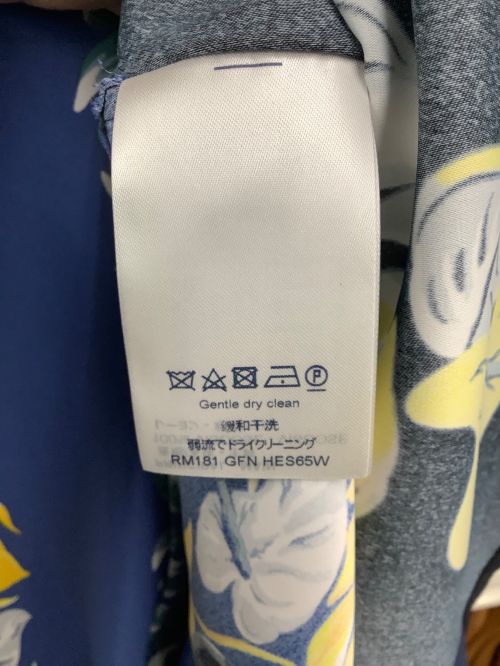 P
Gentle dry clean
緩和干洗
弱流でドライクリーニング
RM181 GFN HES65W